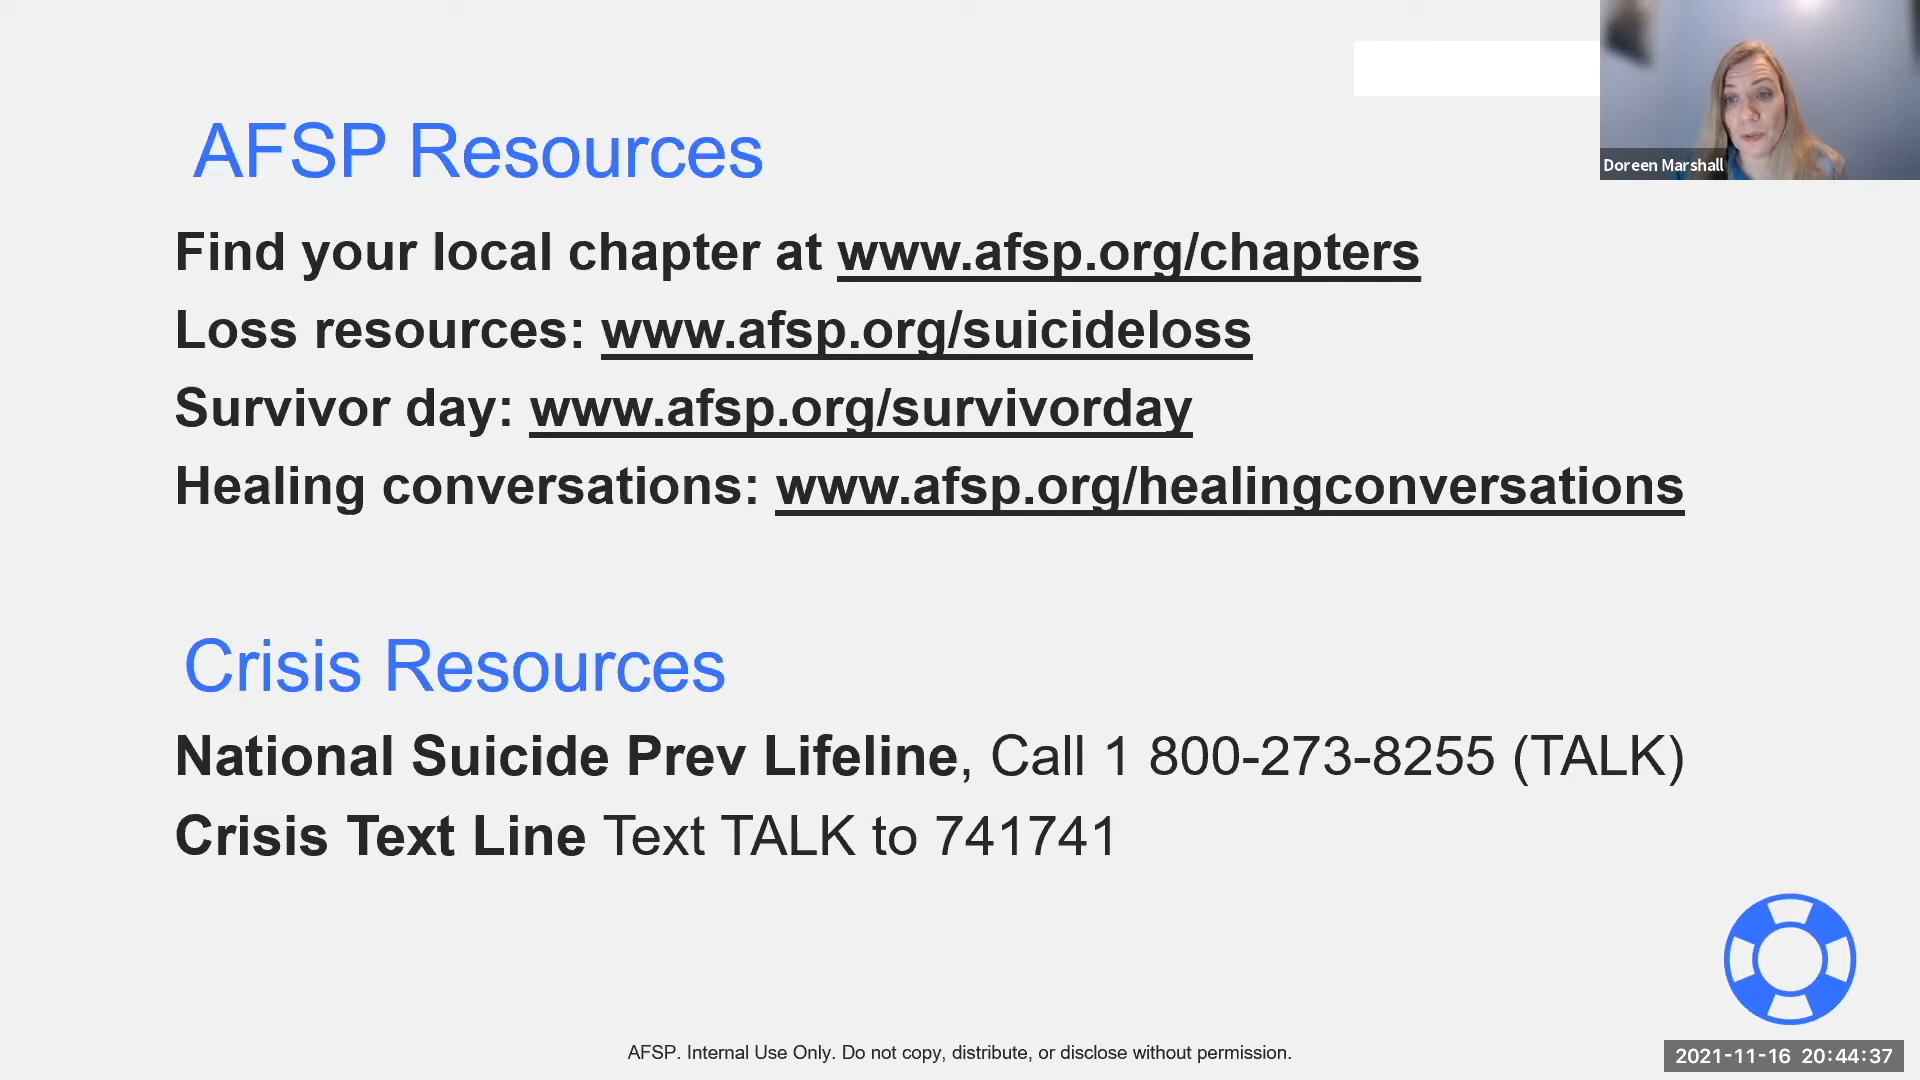 AFSP Resources
Doreen Marshall
Find your local chapter at www.afsp.org/chapters
Loss resources: www.afsp.org/suicideloss
Survivor day: www.afsp.org/survivorday
Healing conversations: www.afsp.org/healingconversations
Crisis Resources
National Suicide Prev Lifeline, Call 1 800-273-8255 (TALK)
Crisis Text Line Text TALK to 741741
AFSP. Internal Use Only. Do not copy, distribute, or disclose without permission.
2021-11-16 20:44:37